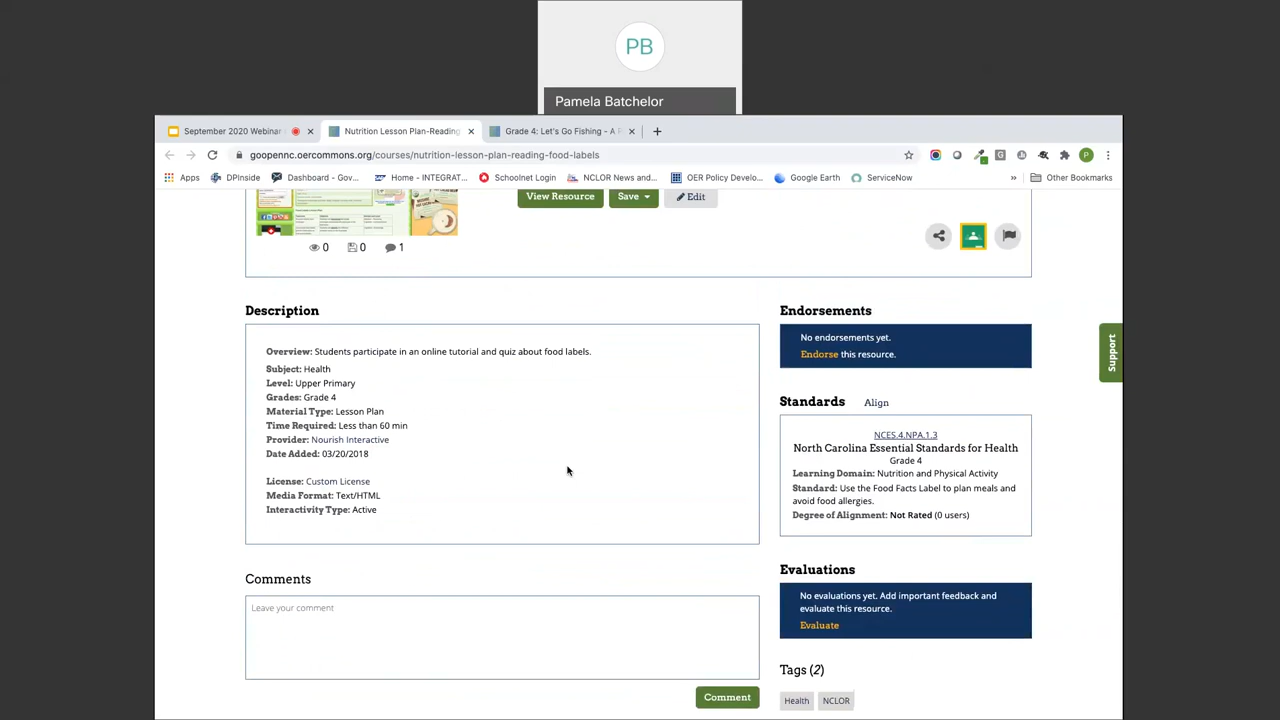 PB
Pamela Batchelor
September 2020 Webinar
Nutrition Lesson Plan-Reading
Grade 4: Let's Go Fishing - A P
goopennc.oercommons.org/courses/nutrition-lesson-plan-reading-food-labels
P
Apps
DPInside
Dashboard - Gov...
Home - INTEGRAT...
Schoolnet Login
NCLOR News and...
OER Policy Develo...
Google Earth
ServiceNow
»
Other Bookmarks
View Resource
Save
Edit
0
0
1
Description
Overview: Students participate in an online tutorial and quiz about food labels.
Subject: Health
Level: Upper Primary
Grades: Grade 4
Material Type: Lesson Plan
Time Required: Less than 60 min
Provider: Nourish Interactive
Date Added: 03/20/2018
License: Custom License
Media Format: Text/HTML
Interactivity Type: Active
Comments
Leave your comment
Comment
Endorsements
No endorsements yet.
Endorse this resource.
Standards Align
NCES.4.NPA.1.3
North Carolina Essential Standards for Health
Grade 4
Learning Domain: Nutrition and Physical Activity
Standard: Use the Food Facts Label to plan meals and
avoid food allergies.
Degree of Alignment: Not Rated (0 users)
Evaluations
No evaluations yet. Add important feedback and
evaluate this resource.
Evaluate
Tags (2)
Health
NCLOR
Support